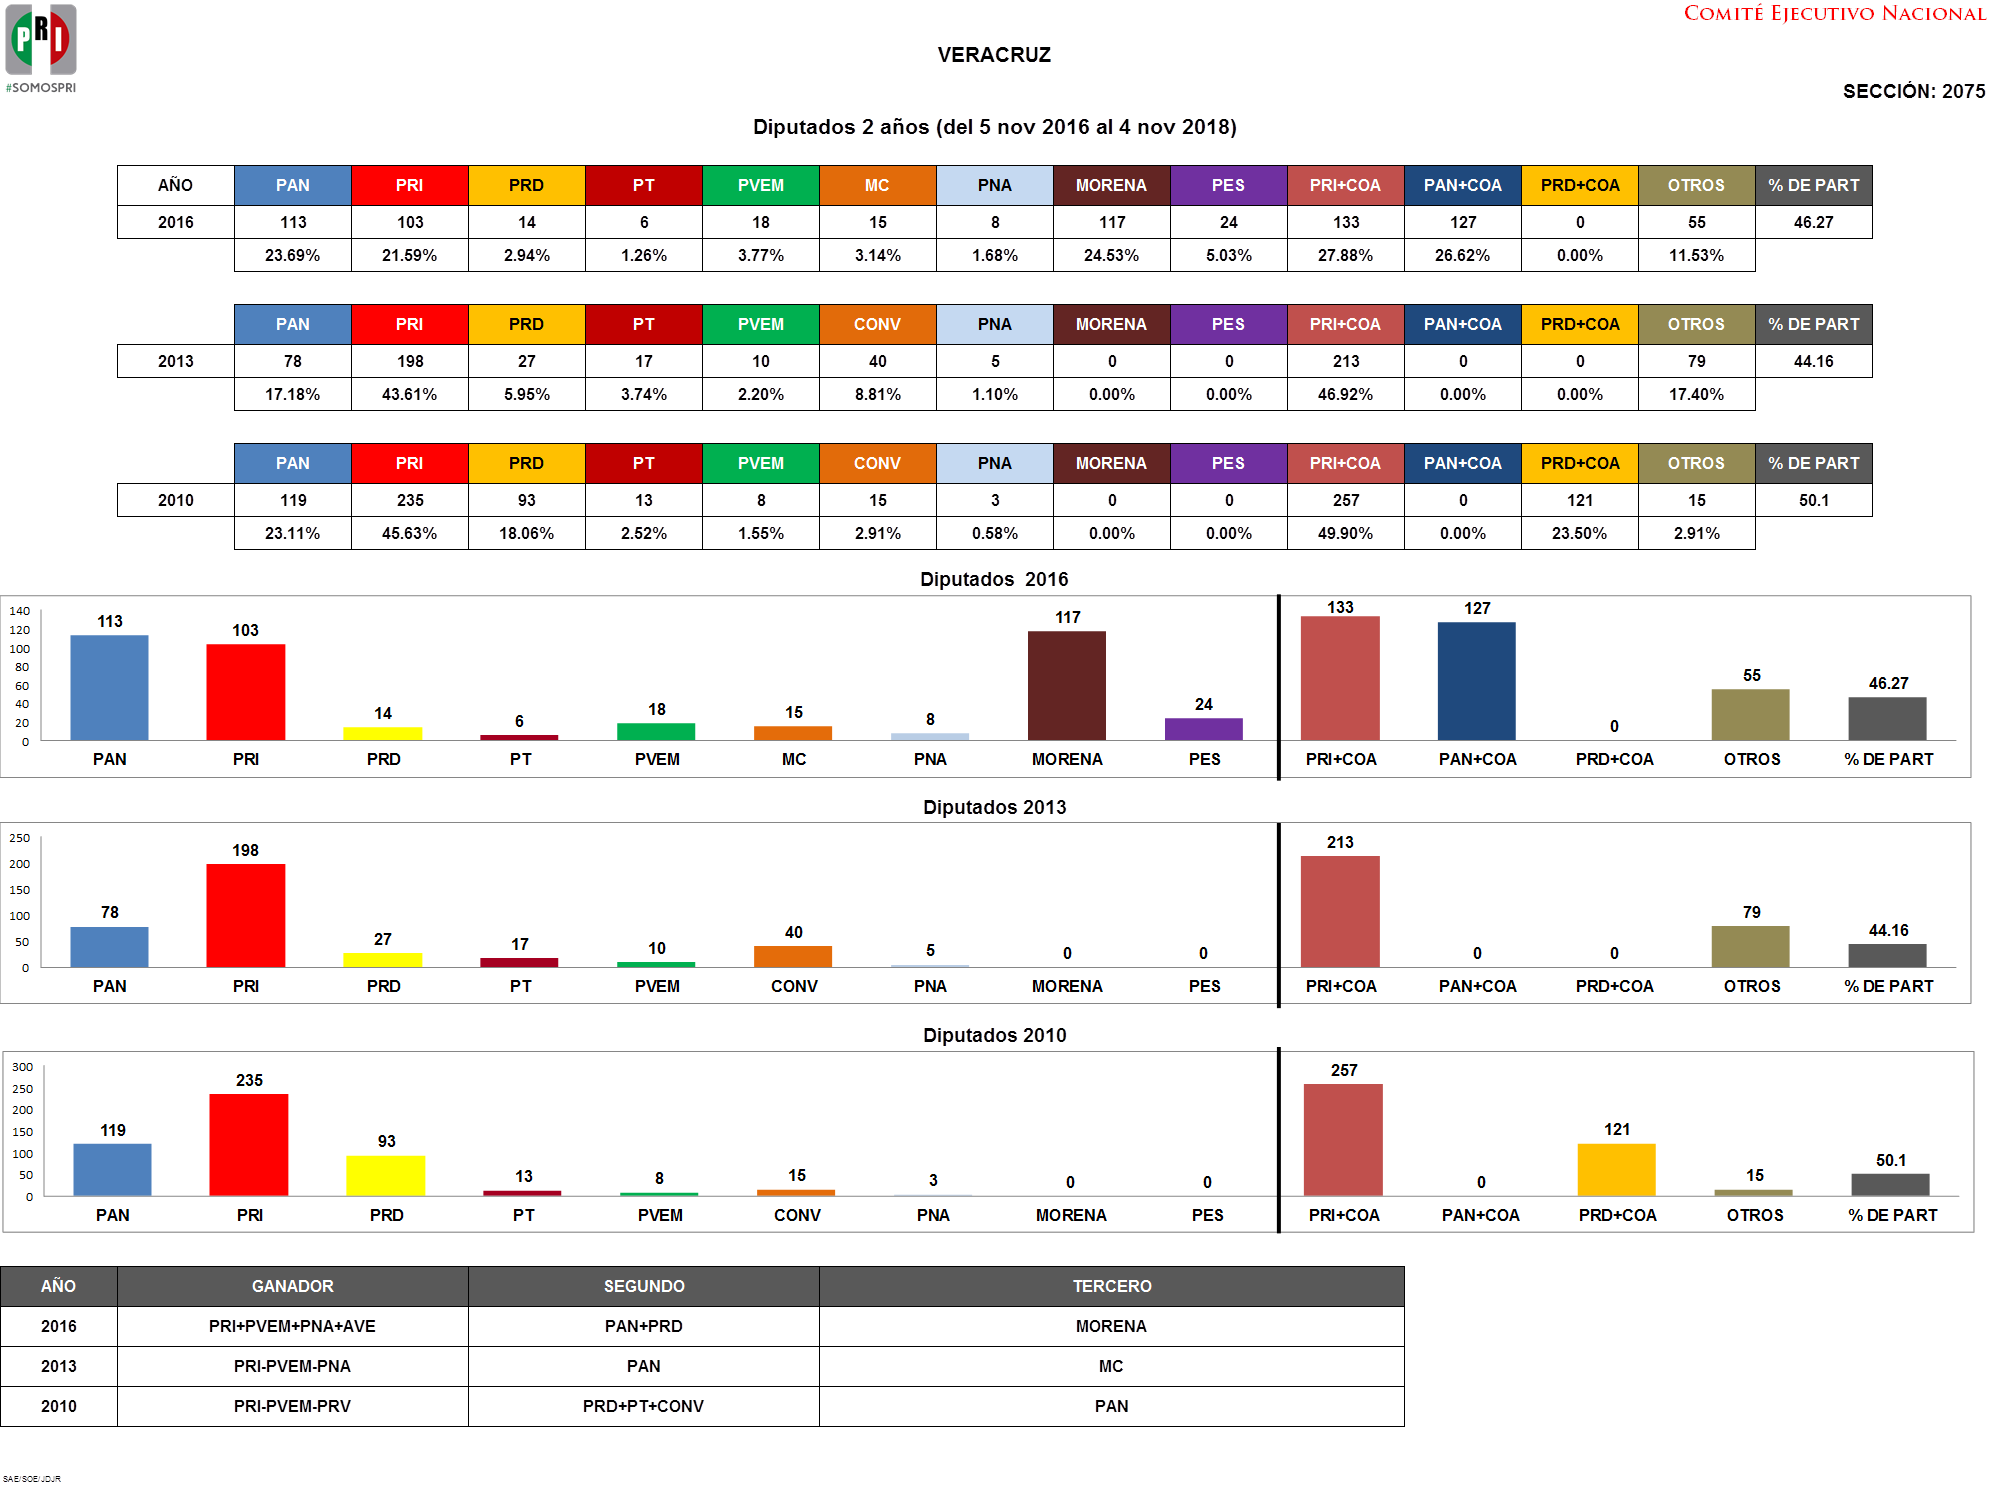 PRI
#SOMOSPRI
COMITÉ EJECUTIVO NACIONAL
VERACRUZ
SECCIÓN: 2075
Diputados 2 años (del 5 nov 2016 al 4 nov 2018)
AÑO PAN PRI PRD PT PVEM MC PNA MORENA PES PRI+COA PAN+COA PRD+COA OTROS % DE PART
2016 113 103 14 6 18 15 8 117 24 133 127 0 55 46.27
23.69% 21.59% 2.94% 1.26% 3.77% 3.14% 1.68% 24.53% 5.03% 27.88% 26.62% 0.00% 11.53%
PAN PRI PRD PT PVEM CONV PNA MORENA PES PRI+COA PAN+COA PRD+COA OTROS % DE PART
2013 78 198 27 17 10 40 5 0 0 213 0 0 79 44.16
17.18% 43.61% 5.95% 3.74% 2.20% 8.81% 1.10% 0.00% 0.00% 46.92% 0.00% 0.00% 17.40%
PAN PRI PRD PT PVEM CONV PNA MORENA PES PRI+COA PAN+COA PRD+COA OTROS % DE PART
2010 119 235 93 13 8 15 3 0 0 257 0 121 15 50.1
23.11% 45.63% 18.06% 2.52% 1.55% 2.91% 0.58% 0.00% 0.00% 49.90% 0.00% 23.50% 2.91%
Diputados 2016
140
120
100
80
60
40
20
0
113 103 14 6 18 15 8 117 24 133 127 0 55 46.27
PAN PRI PRD PT PVEM MC PNA MORENA PES PRI+COA PAN+COA PRD+COA OTROS % DE PART
Diputados 2013
250
200
150
100
50
0
78 198 27 17 10 40 5 0 0 213 0 0 79 44.16
PAN PRI PRD PT PVEM CONV PNA MORENA PES PRI+COA PAN+COA PRD+COA OTROS % DE PART
Diputados 2010
300
250
200
150
100
50
0
119 235 93 13 8 15 3 0 0 257 0 121 15 50.1
PAN PRI PRD PT PVEM CONV PNA MORENA PES PRI+COA PAN+COA PRD+COA OTROS % DE PART
AÑO GANADOR SEGUNDO TERCERO
2016 PRI+PVEM+PNA+AVE PAN+PRD MORENA
2013 PRI-PVEM-PNA PAN MC
2010 PRI-PVEM-PRV PRD+PT+CONV PAN
SAE/SOE/JDJR